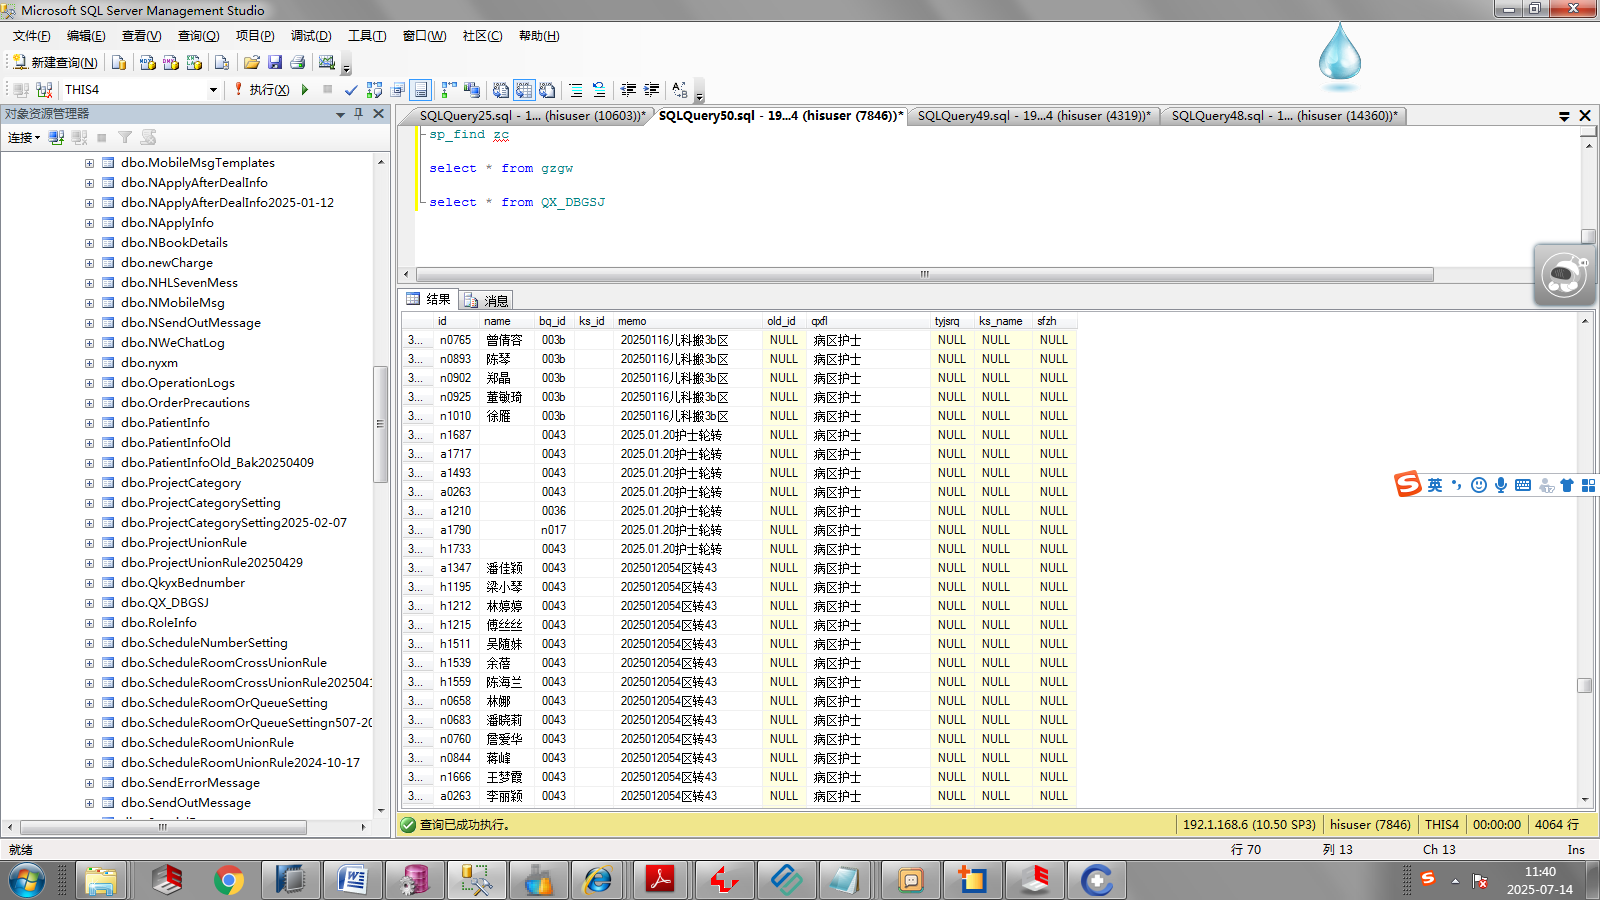 Microsoft SQL Server Management Studio
文件(F) 编辑(E) 查看(V) 查询(Q) 项目(P) 调试(D) 工具(T) 窗口(W) 社区(C) 帮助(H)
新建查询(N)
THIS4 执行(X)
对象资源管理器
连接
dbo.MobileMsgTemplates
dbo.NApplyAfterDealInfo
dbo.NApplyAfterDealInfo2025-01-12
dbo.NApplyInfo
dbo.NBookDetails
dbo.newCharge
dbo.NHLSevenMess
dbo.NMobileMsg
dbo.NSendOutMessage
dbo.NWeChatLog
dbo.nyxm
dbo.OperationLogs
dbo.OrderPrecautions
dbo.PatientInfo
dbo.PatientInfoOld
dbo.PatientInfoOld_Bak20250409
dbo.ProjectCategory
dbo.ProjectCategorySetting
dbo.ProjectCategorySetting2025-02-07
dbo.ProjectUnionRule
dbo.ProjectUnionRule20250429
dbo.QkyxBednumber
dbo.QX_DBGSJ
dbo.RoleInfo
dbo.ScheduleNumberSetting
dbo.ScheduleRoomCrossUnionRule
dbo.ScheduleRoomCrossUnionRule2025041
dbo.ScheduleRoomOrQueueSetting
dbo.ScheduleRoomOrQueueSettingn507-20
dbo.ScheduleRoomUnionRule
dbo.ScheduleRoomUnionRule2024-10-17
dbo.SendErrorMessage
dbo.SendOutMessage
SQLQuery25.sql - 1... (hisuser (10603))* SQLQuery50.sql - 19...4 (hisuser (7846))* SQLQuery49.sql - 19...4 (hisuser (4319))* SQLQuery48.sql - 1... (hisuser (14360))*
sp_find zc
select * from gzgw
select * from QX_DBGSJ
结果 消息
id name bq_id ks_id memo old_id qxfl tyjsrq ks_name sfzh
3... n0765 曾倩容 003b 20250116儿科搬3b区 NULL 病区护士 NULL NULL NULL
3... n0893 陈琴 003b 20250116儿科搬3b区 NULL 病区护士 NULL NULL NULL
3... n0902 郑晶 003b 20250116儿科搬3b区 NULL 病区护士 NULL NULL NULL
3... n0925 董敏琦 003b 20250116儿科搬3b区 NULL 病区护士 NULL NULL NULL
3... n1010 徐雁 003b 20250116儿科搬3b区 NULL 病区护士 NULL NULL NULL
3... n1687 0043 2025.01.20护士轮转 NULL 病区护士 NULL NULL NULL
3... a1717 0043 2025.01.20护士轮转 NULL 病区护士 NULL NULL NULL
3... a1493 0043 2025.01.20护士轮转 NULL 病区护士 NULL NULL NULL
3... a0263 0043 2025.01.20护士轮转 NULL 病区护士 NULL NULL NULL
3... a1210 0036 2025.01.20护士轮转 NULL 病区护士 NULL NULL NULL
3... a1790 n017 2025.01.20护士轮转 NULL 病区护士 NULL NULL NULL
3... h1733 0043 2025.01.20护士轮转 NULL 病区护士 NULL NULL NULL
3... a1347 潘佳颖 0043 2025012054区转43 NULL 病区护士 NULL NULL NULL
3... h1195 梁小琴 0043 2025012054区转43 NULL 病区护士 NULL NULL NULL
3... h1212 林婷婷 0043 2025012054区转43 NULL 病区护士 NULL NULL NULL
3... h1215 傅丝丝 0043 2025012054区转43 NULL 病区护士 NULL NULL NULL
3... h1511 吴随妹 0043 2025012054区转43 NULL 病区护士 NULL NULL NULL
3... h1539 余蓓 0043 2025012054区转43 NULL 病区护士 NULL NULL NULL
3... h1559 陈海兰 0043 2025012054区转43 NULL 病区护士 NULL NULL NULL
3... n0658 林娜 0043 2025012054区转43 NULL 病区护士 NULL NULL NULL
3... n0683 潘晓莉 0043 2025012054区转43 NULL 病区护士 NULL NULL NULL
3... n0760 詹爱华 0043 2025012054区转43 NULL 病区护士 NULL NULL NULL
3... n0844 蒋峰 0043 2025012054区转43 NULL 病区护士 NULL NULL NULL
3... n1666 王梦霞 0043 2025012054区转43 NULL 病区护士 NULL NULL NULL
3... a0263 李丽颖 0043 2025012054区转43 NULL 病区护士 NULL NULL NULL
英
查询已成功执行。 192.1.168.6 (10.50 SP3) hisuser (7846) THIS4 00:00:00 4064 行
就绪 行 70 列 13 Ch 13 Ins
11:40
2025-07-14